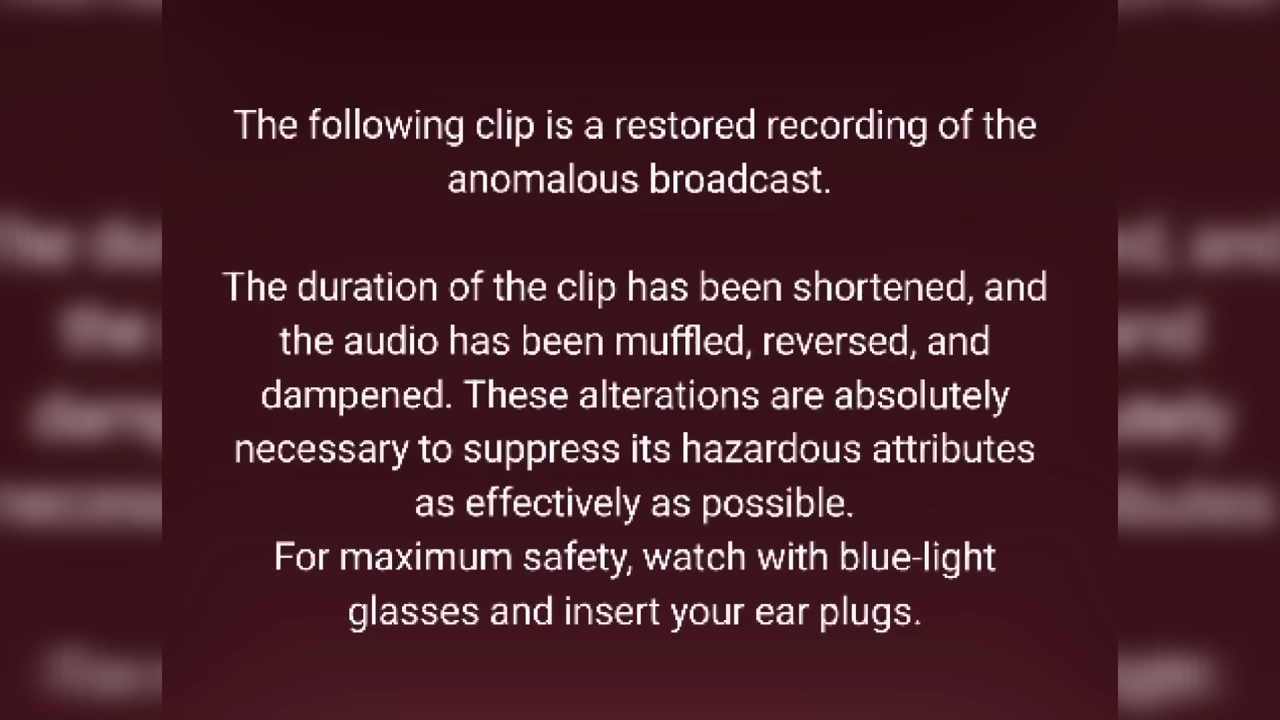 The following clip is a restored recording of the
anomalous broadcast.
The duration of the clip has been shortened, and
the audio has been muffled, reversed, and
dampened. These alterations are absolutely
necessary to suppress its hazardous attributes
as effectively as possible.
For maximum safety, watch with blue-light
glasses and insert your ear plugs.